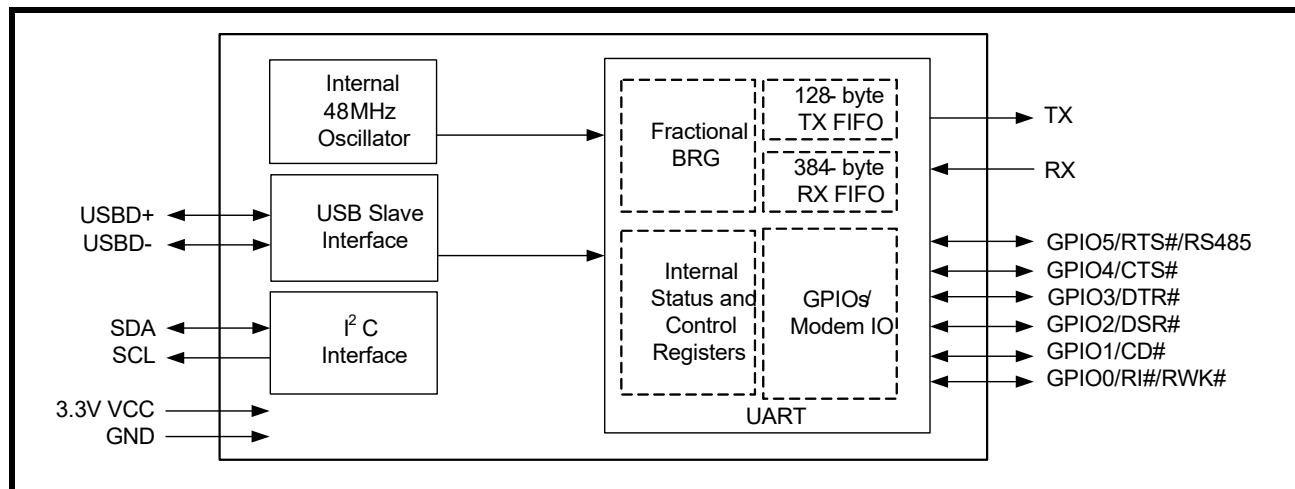 Internal
48MHz
Oscillator
USB Slave
Interface
I² C
Interface
USBD+
USBD-
SDA
SCL
3.3V VCC
GND
Fractional
BRG
128- byte
TX FIFO
384- byte
RX FIFO
Internal
Status and
Control
Registers
GPIOs/
Modem IO
UART
TX
RX
GPIO5/RTS#/RS485
GPIO4/CTS#
GPIO3/DTR#
GPIO2/DSR#
GPIO1/CD#
GPIO0/RI#/RWK#